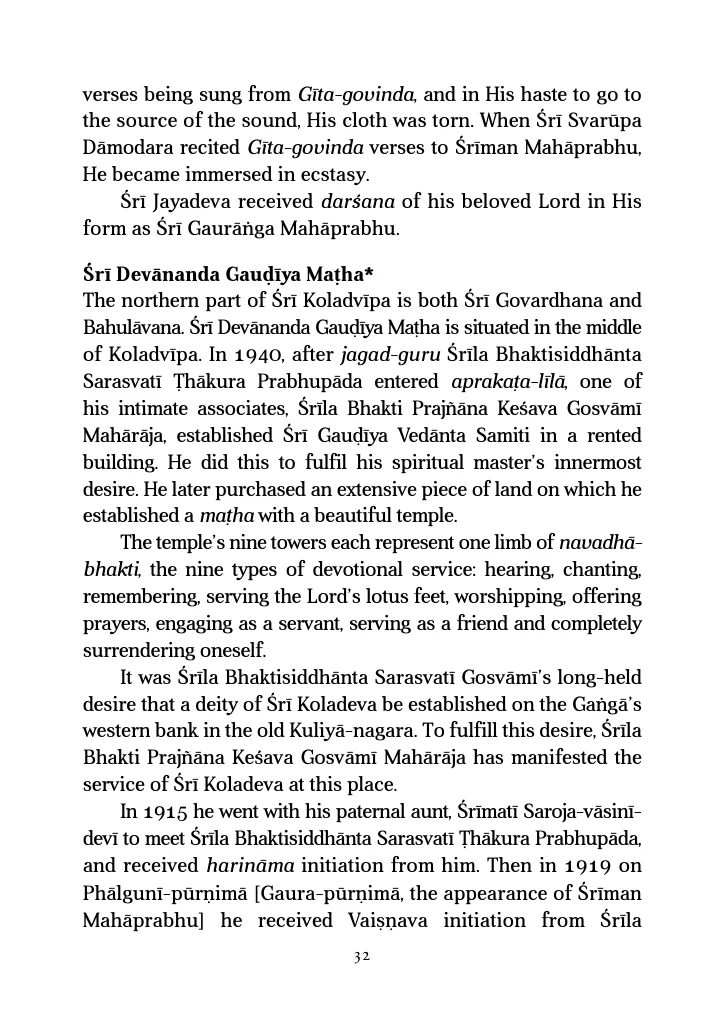 verses being sung from Gīta-govinda, and in His haste to go to
the source of the sound, His cloth was torn. When Śrī Svarūpa
Dāmodara recited Gīta-govinda verses to Śrīman Mahāprabhu,
He became immersed in ecstasy.
Śrī Jayadeva received darśana of his beloved Lord in His
form as Śrī Gaurāṅga Mahāprabhu.
Śrī Devānanda Gauḍīya Maṭha*
The northern part of Śrī Koladvīpa is both Śrī Govardhana and
Bahulāvana. Śrī Devānanda Gauḍīya Maṭha is situated in the middle
of Koladvīpa. In 1940, after jagad-guru Śrīla Bhaktisiddhānta
Sarasvatī Ṭhākura Prabhupāda entered aprakaṭa-līlā, one of
his intimate associates, Śrīla Bhakti Prajñāna Keśava Gosvāmī
Mahārāja, established Śrī Gauḍīya Vedānta Samiti in a rented
building. He did this to fulfil his spiritual master's innermost
desire. He later purchased an extensive piece of land on which he
established a maṭha with a beautiful temple.
The temple's nine towers each represent one limb of navadhā-
bhakti, the nine types of devotional service: hearing, chanting,
remembering, serving the Lord's lotus feet, worshipping, offering
prayers, engaging as a servant, serving as a friend and completely
surrendering oneself.
It was Śrīla Bhaktisiddhānta Sarasvatī Gosvāmī's long-held
desire that a deity of Śrī Koladeva be established on the Gaṅgā's
western bank in the old Kuliyā-nagara. To fulfill this desire, Śrīla
Bhakti Prajñāna Keśava Gosvāmī Mahārāja has manifested the
service of Śrī Koladeva at this place.
In 1915 he went with his paternal aunt, Śrīmatī Saroja-vāsinī-
devī to meet Śrīla Bhaktisiddhānta Sarasvatī Ṭhākura Prabhupāda,
and received harināma initiation from him. Then in 1919 on
Phālgunī-pūrṇimā [Gaura-pūrṇimā, the appearance of Śrīman
Mahāprabhu] he received Vaiṣṇava initiation from Śrīla
32